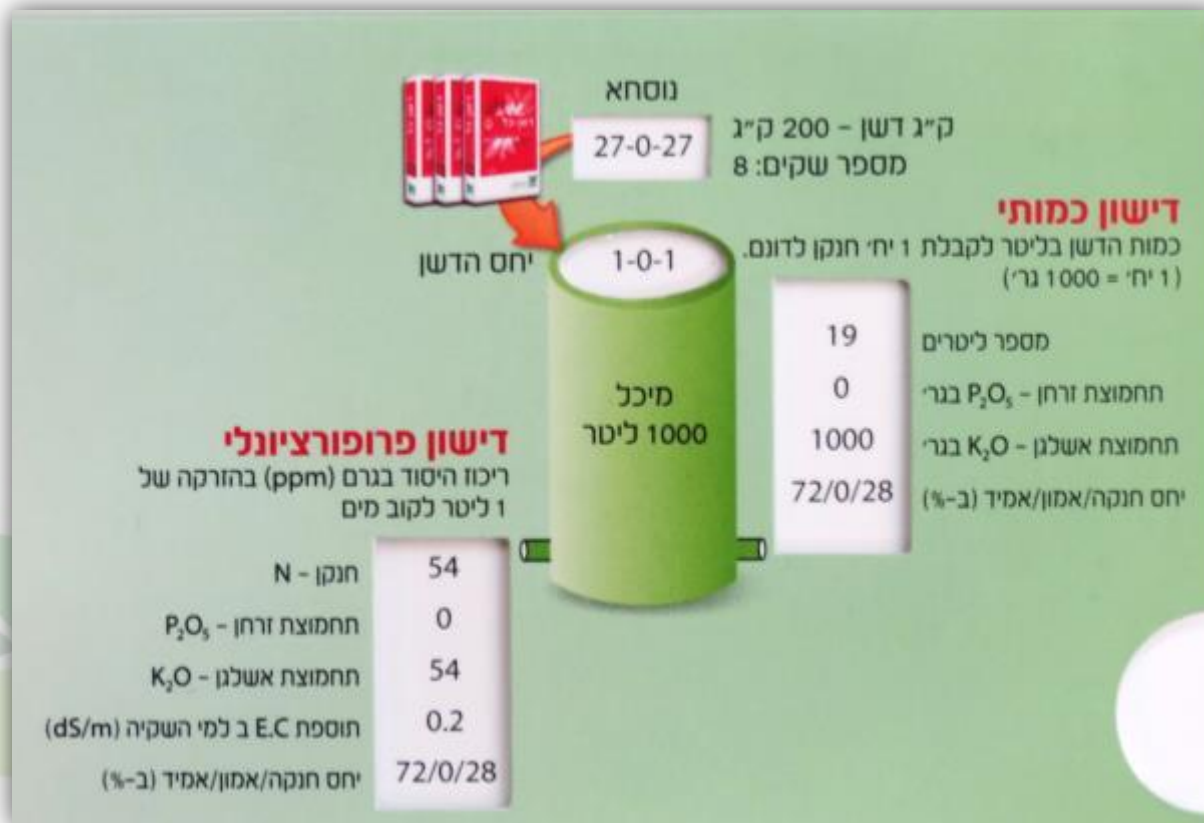 נוסחא
27-0-27
ק״ג דשן – 200 ק״ג
מספר שקים: 8
יחס הדשן
1-0-1
מיכל
1000 ליטר
דישון כמותי
כמות הדשן בליטר לקבלת 1 יח׳ חנקן לדונם.
(1 יח׳ = 1000 גר׳)
מספר ליטרים 19
תחמוצת זרחן – P₂O₅ בגר׳ 0
תחמוצת אשלגן – K₂O בגר׳ 1000
יחס חנקה/אמון/אמיד (ב-%) 72/0/28
דישון פרופורציונלי
ריכוז היסוד בגרם (ppm) בהזרקה של
1 ליטר לקוב מים
חנקן – N 54
תחמוצת זרחן – P₂O₅ 0
תחמוצת אשלגן – K₂O 54
תוספת E.C ב למי השקיה (dS/m) 0.2
יחס חנקה/אמון/אמיד (ב-%) 72/0/28